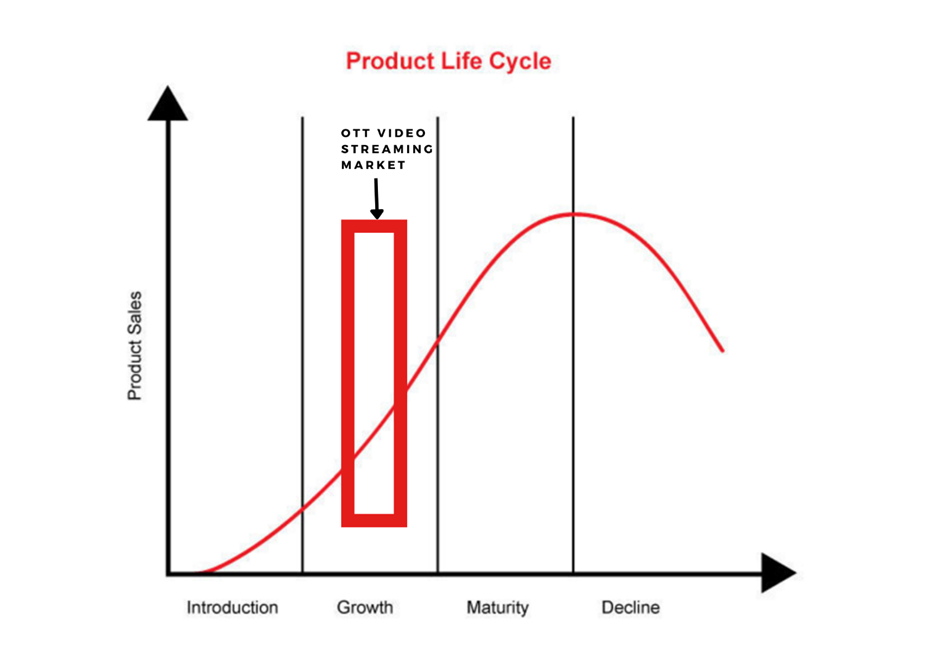 Product Life Cycle
OTT VIDEO
STREAMING
MARKET
Product Sales
Introduction
Growth
Maturity
Decline